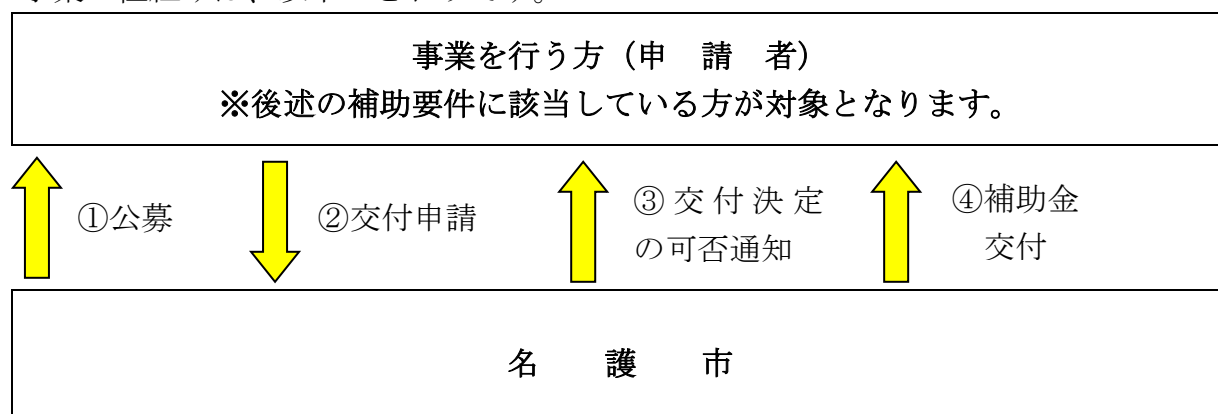 事業を行う方（申　請　者）
※後述の補助要件に該当している方が対象となります。
①公募
②交付申請
③交付決定
の可否通知
④補助金
交付
名　護　市